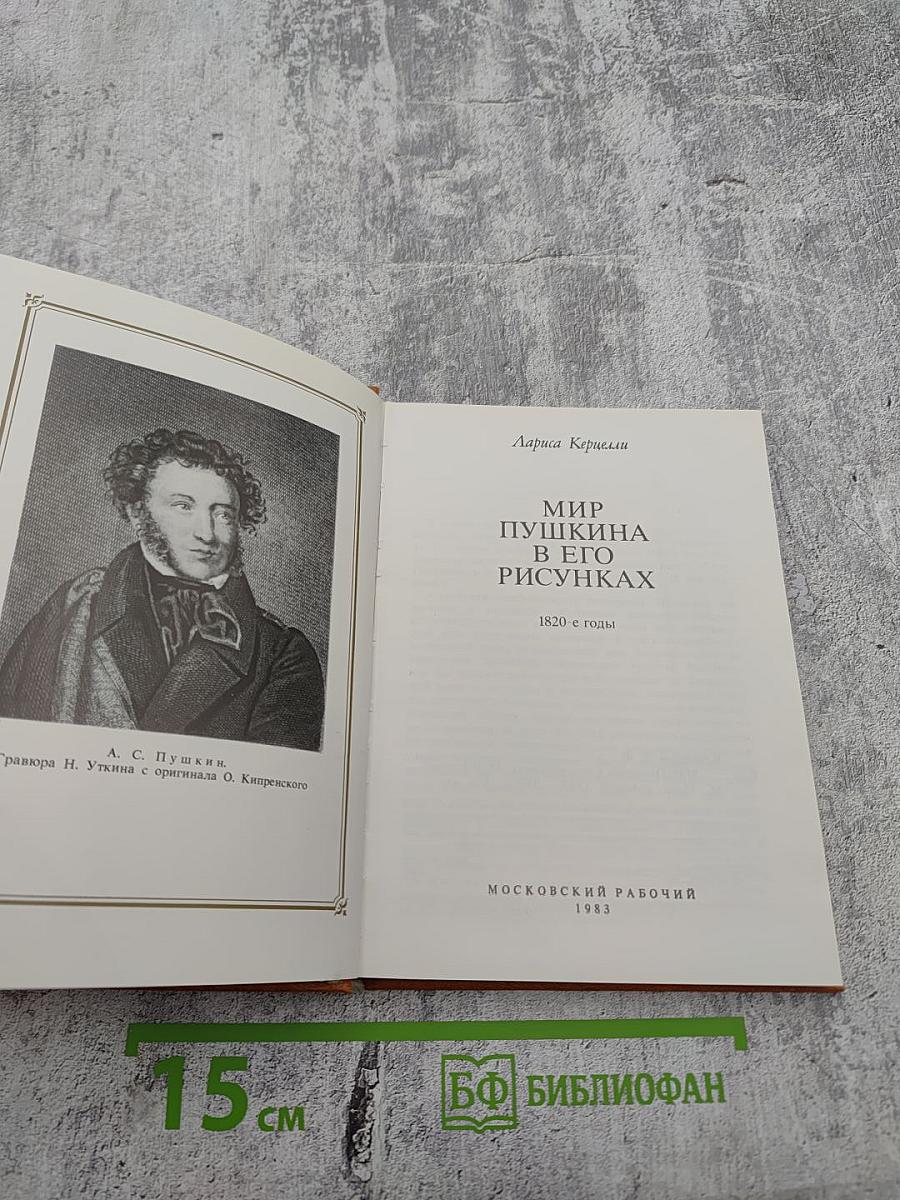 А. С. Пушкин.
Гравюра Н. Уткина с оригинала О. Кипренского
Лариса Керцелли
МИР
ПУШКИНА
В ЕГО
РИСУНКАХ
1820-е годы
МОСКОВСКИЙ РАБОЧИЙ
1983
15 см
БФ БИБЛИОФАН